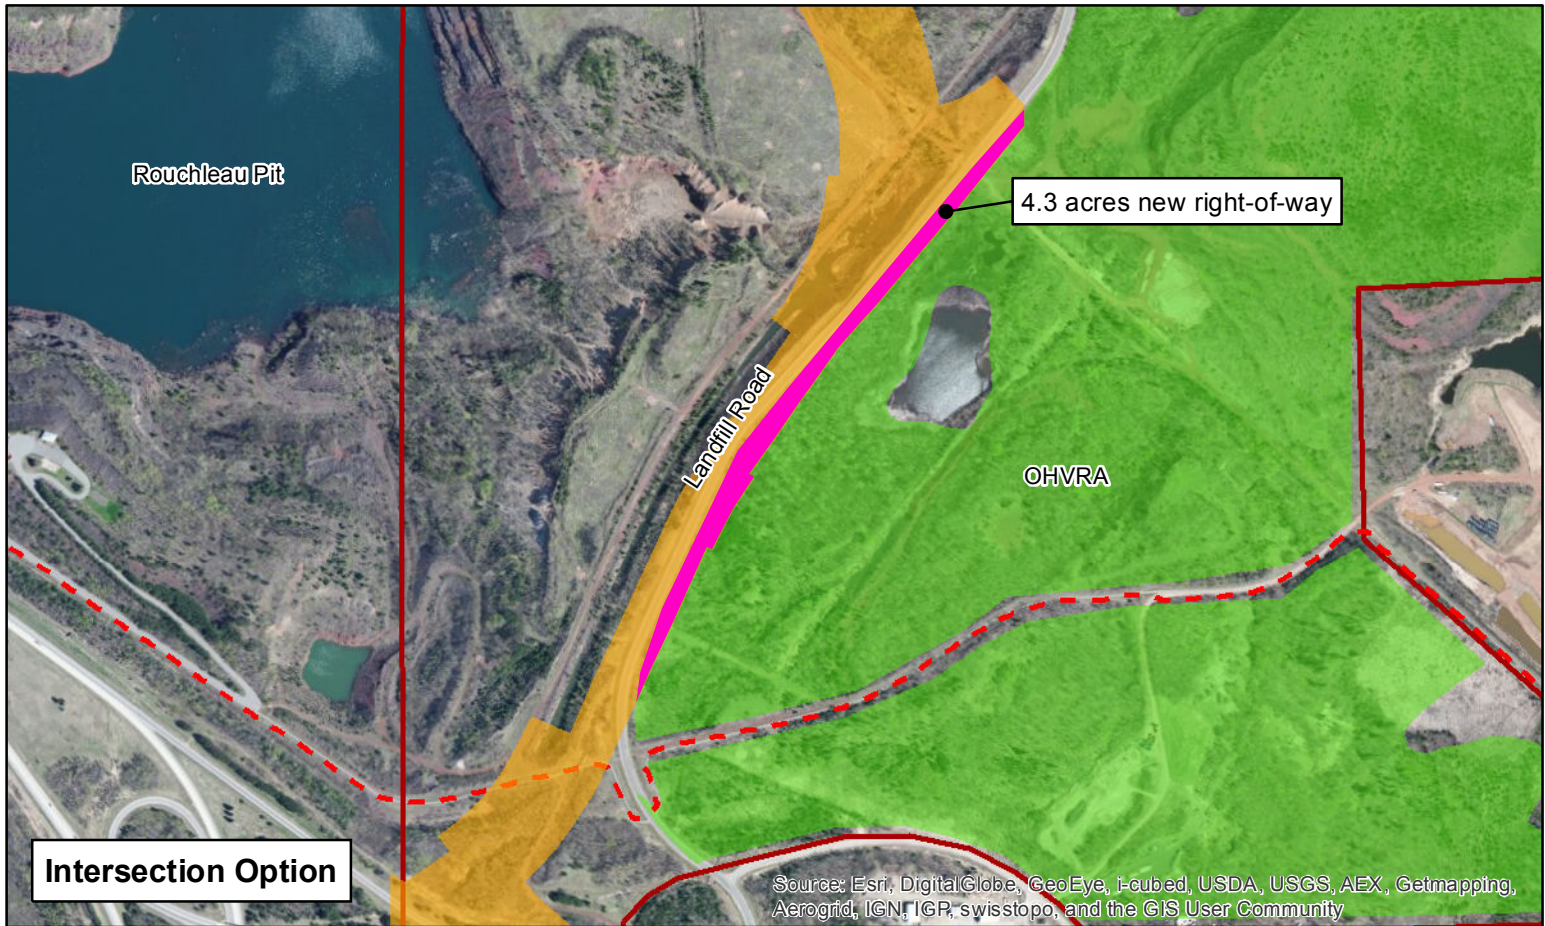 Rouchleau Pit
4.3 acres new right-of-way
Landfill Road
OHVRA
Intersection Option
Source: Esri, DigitalGlobe, GeoEye, i-cubed, USDA, USGS, AEX, Getmapping,
Aerogrid, IGN, IGP, swisstopo, and the GIS User Community